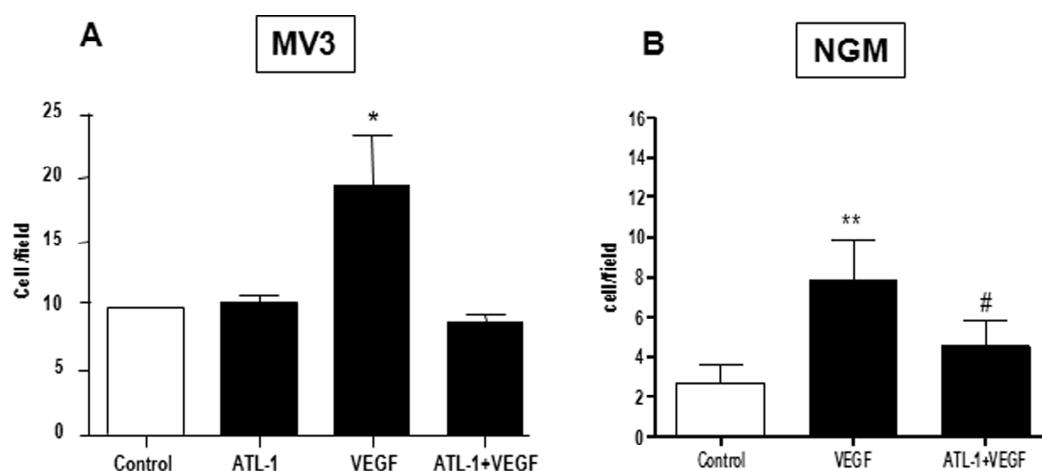 A
MV3
Cell/field
25
20
15
10
5
0
*
Control
ATL-1
VEGF
ATL-1+VEGF
B
NGM
cell/field
16
14
12
10
8
6
4
2
0
**
#
Control
VEGF
ATL-1+VEGF